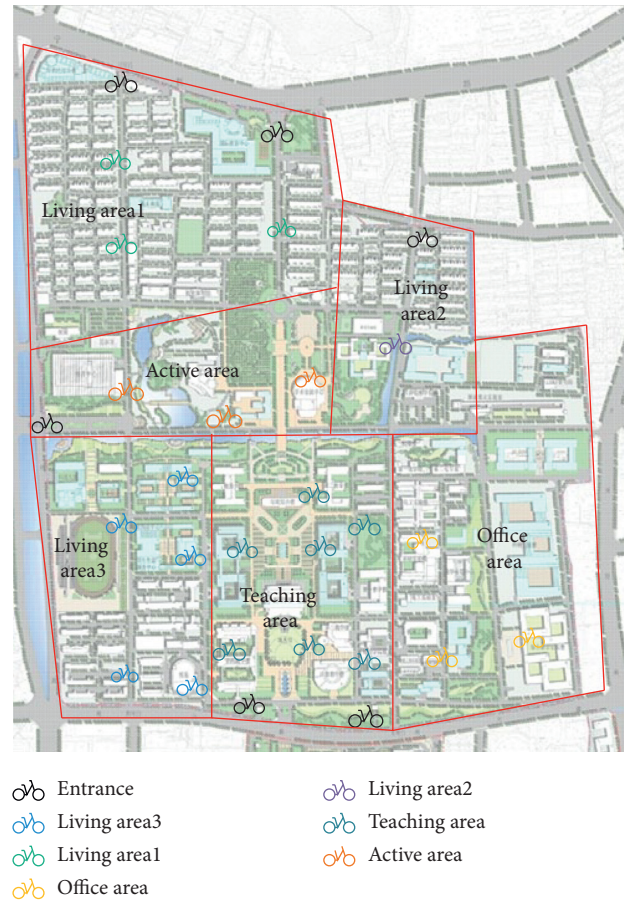 Living area1
Living
area2
Active area
Living
area3
Office
area
Teaching
area
Entrance
Living area3
Living area1
Office area
Living area2
Teaching area
Active area